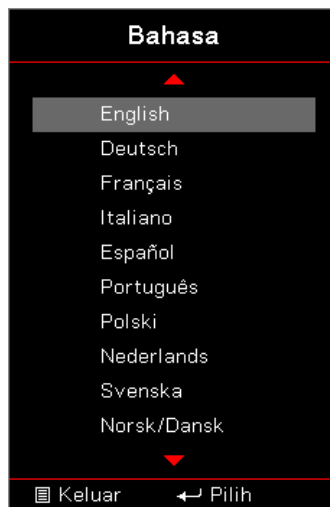 Bahasa
English
Deutsch
Français
Italiano
Español
Português
Polski
Nederlands
Svenska
Norsk/Dansk
Keluar Pilih